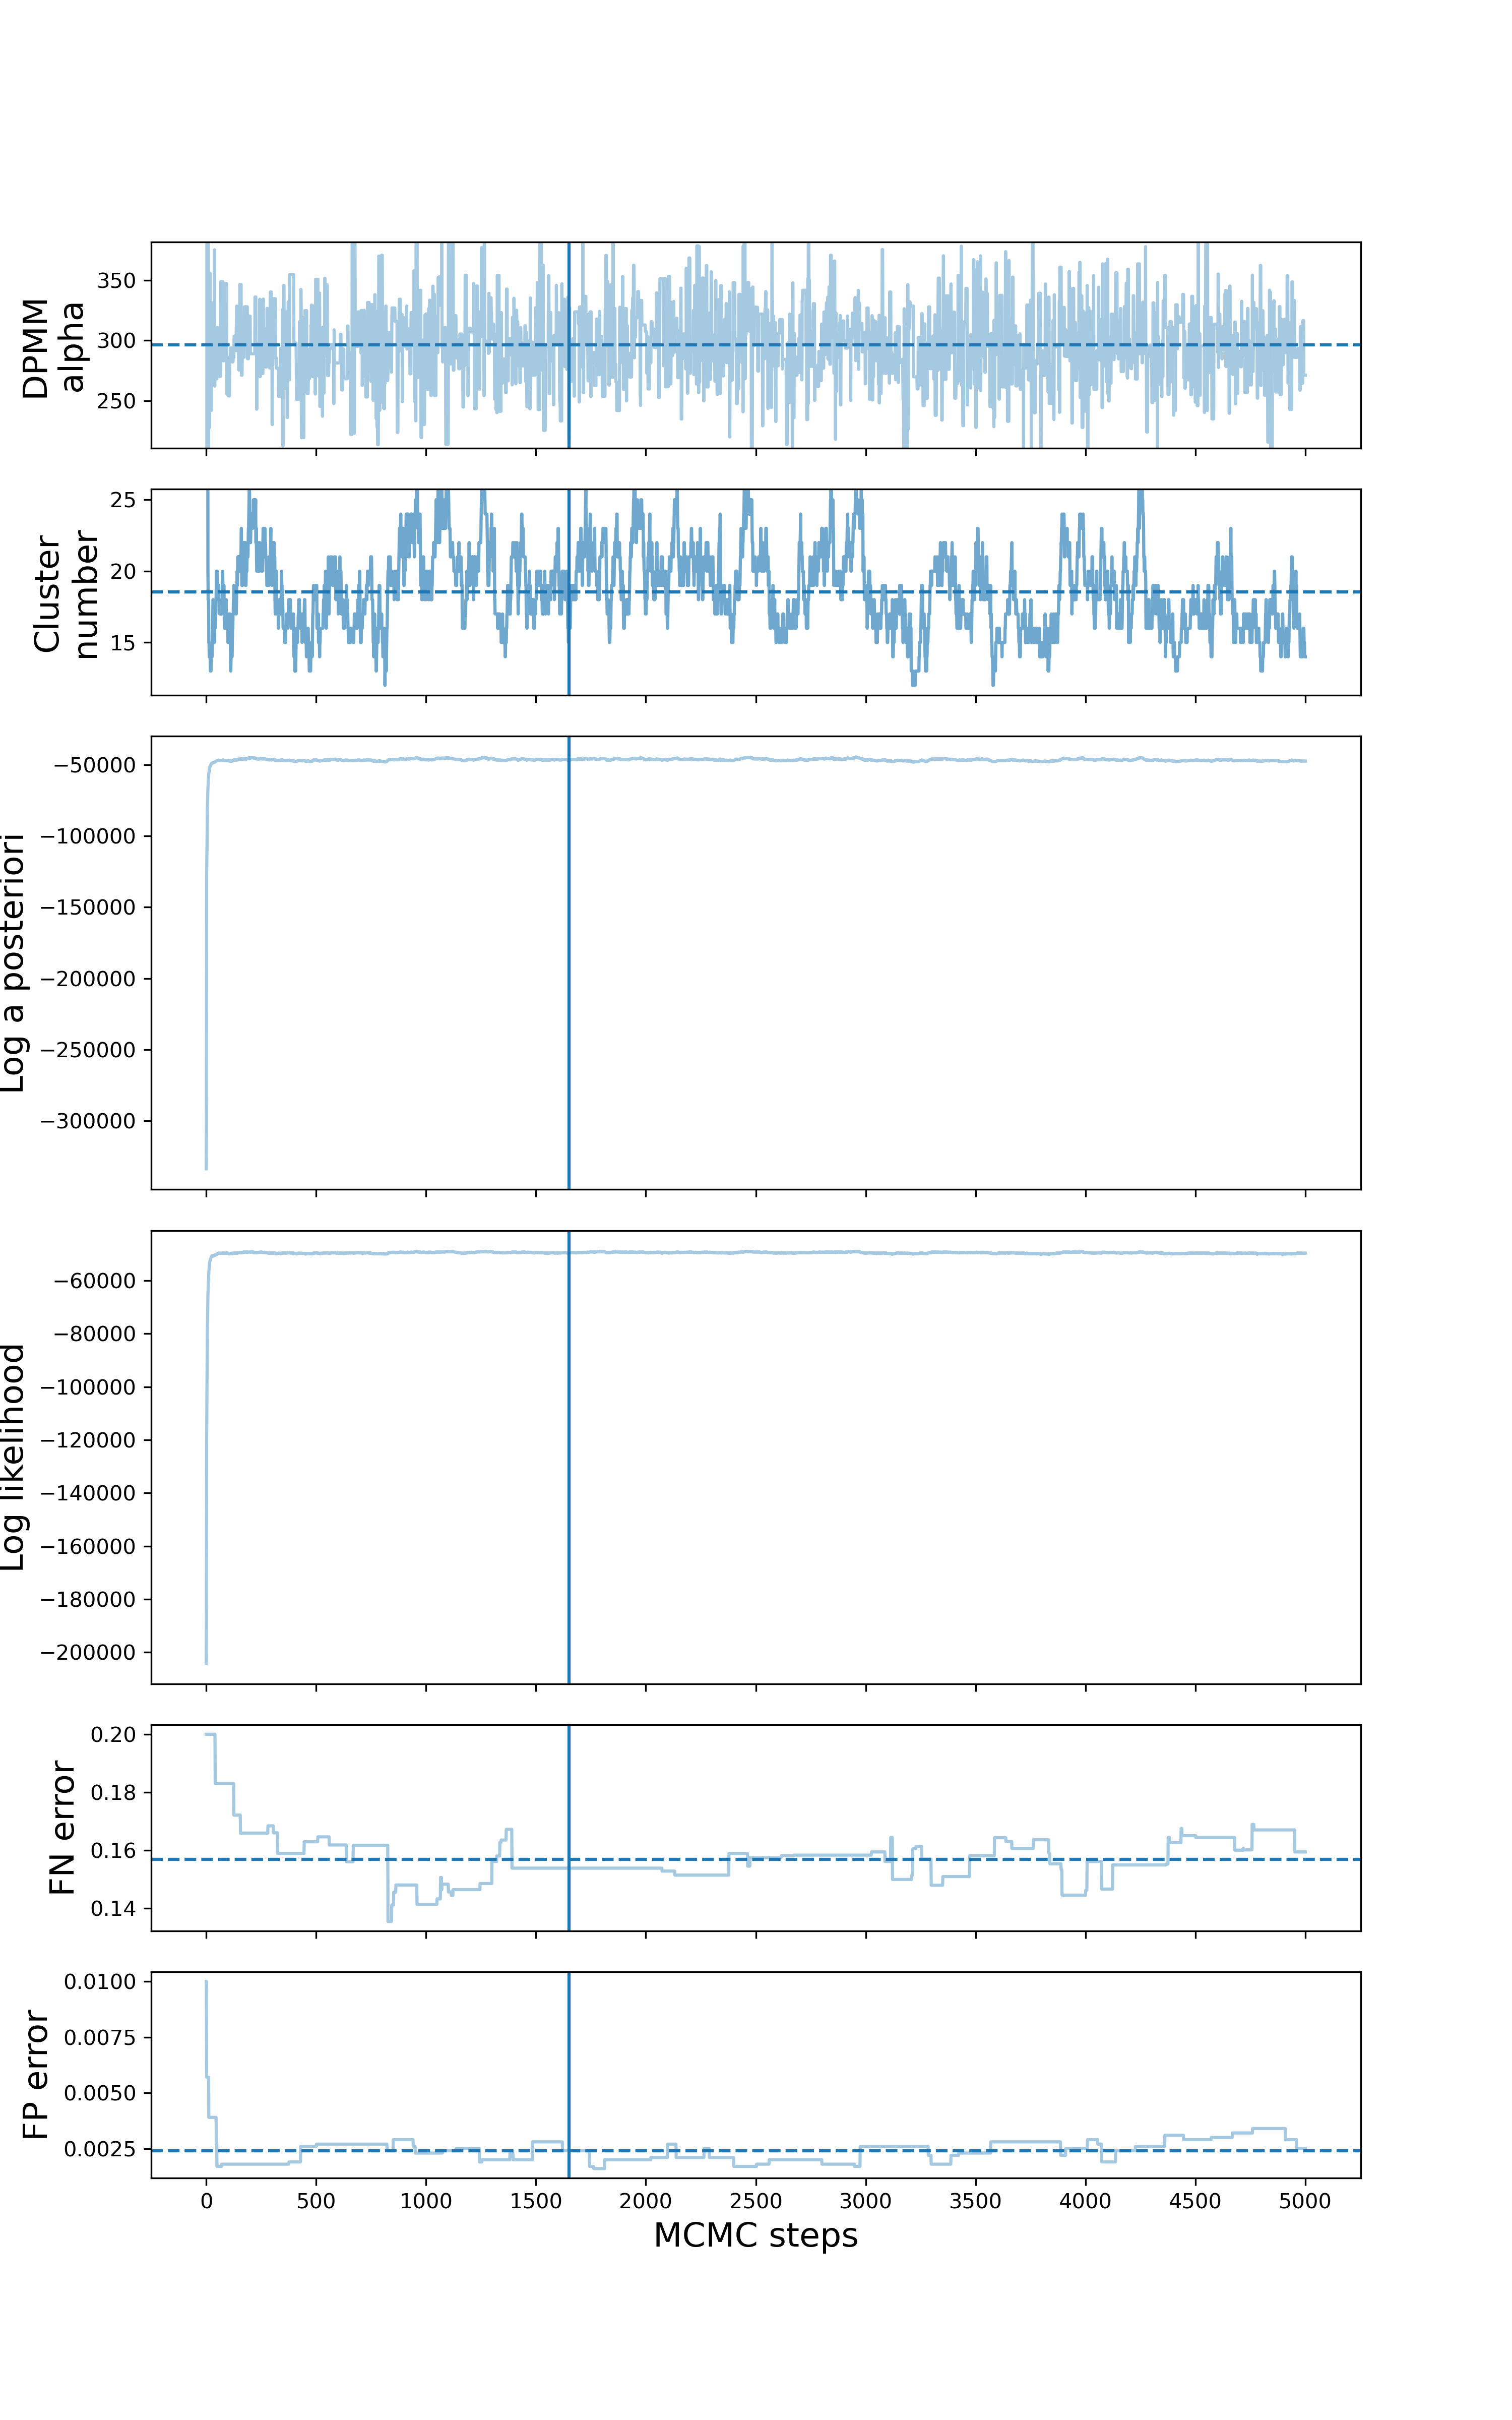 DPMM
alpha
350
300
250
Cluster
number
25
20
15
Log a posteriori
−50000
−100000
−150000
−200000
−250000
−300000
Log likelihood
−60000
−80000
−100000
−120000
−140000
−160000
−180000
−200000
FN error
0.20
0.18
0.16
0.14
FP error
0.0100
0.0075
0.0050
0.0025
0 500 1000 1500 2000 2500 3000 3500 4000 4500 5000
MCMC steps